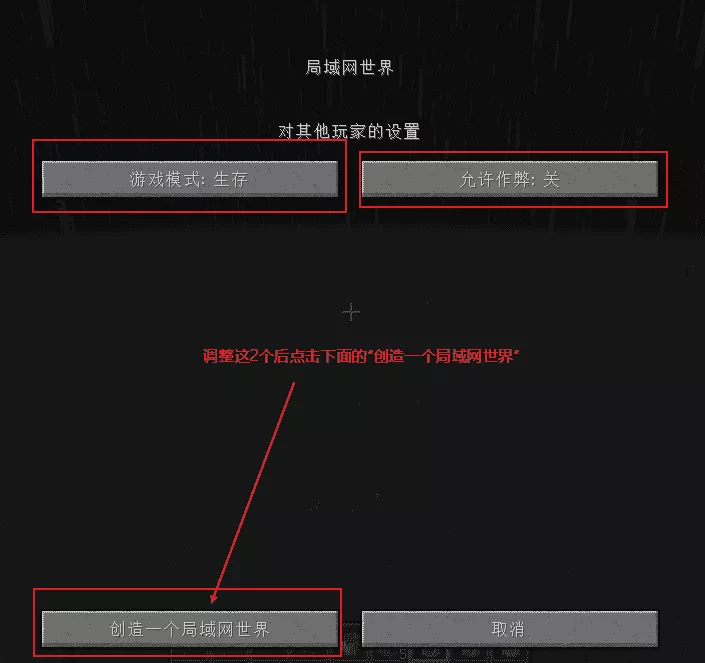 局域网世界
对其他玩家的设置
游戏模式: 生存
允许作弊: 关
调整这2个后点击下面的"创造一个局域网世界"
创造一个局域网世界
取消